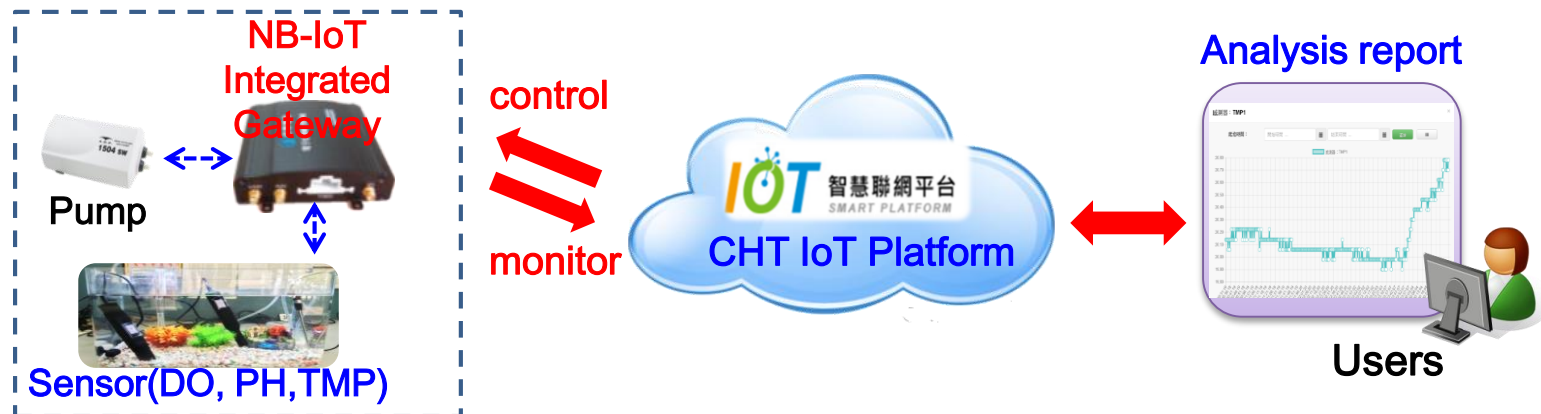 NB-IoT
Integrated
Gateway
1504 sw
Pump
Sensor(DO, PH,TMP)
control
monitor
IOT 智慧聯網平台
SMART PLATFORM
CHT IoT Platform
Analysis report
TMP1
Users